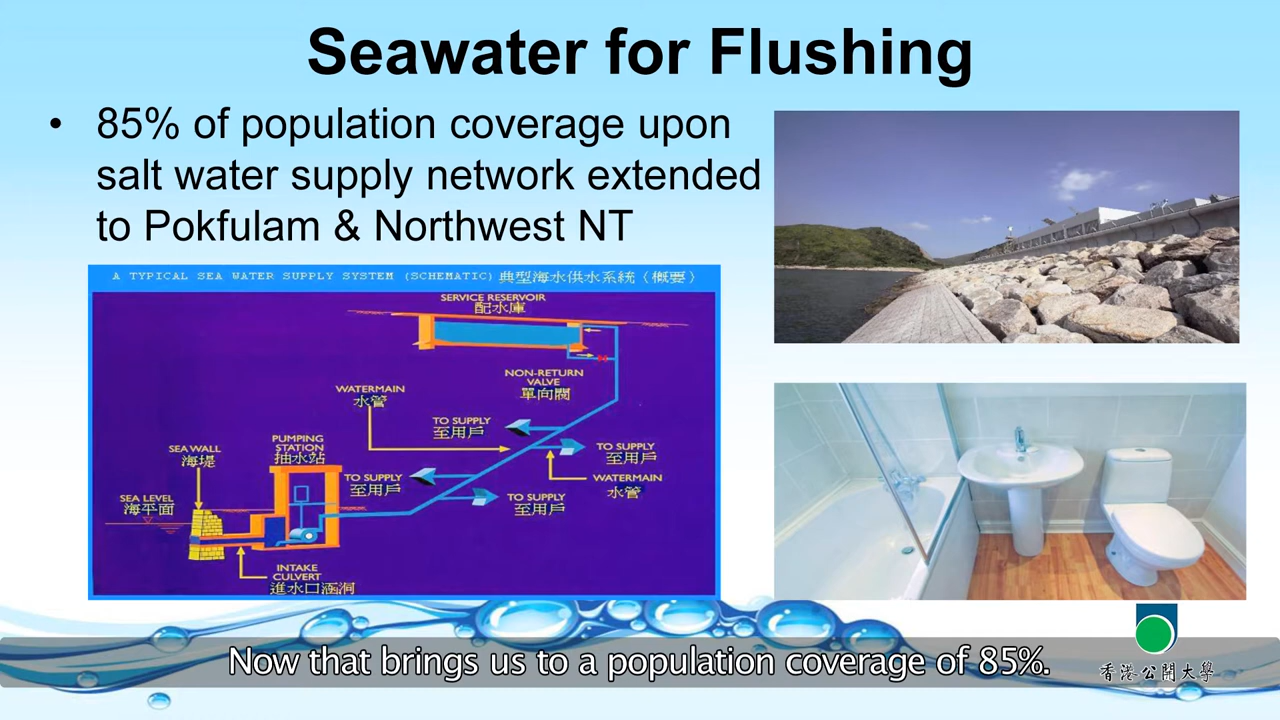 Seawater for Flushing
• 85% of population coverage upon
salt water supply network extended
to Pokfulam & Northwest NT
A TYPICAL SEA WATER SUPPLY SYSTEM (SCHEMATIC) 典型海水供水系統（概要）
SERVICE RESERVOIR
配水庫
NON-RETURN
VALVE
單向閥
WATERMAIN
水管
TO SUPPLY
至用戶
TO SUPPLY
至用戶
WATERMAIN
水管
PUMPING
STATION
抽水站
SEA WALL
海堤
TO SUPPLY
至用戶
TO SUPPLY
至用戶
SEA LEVEL
海平面
INTAKE
CULVERT
進水口涵洞
Now that brings us to a population coverage of 85%.
香港公開大學